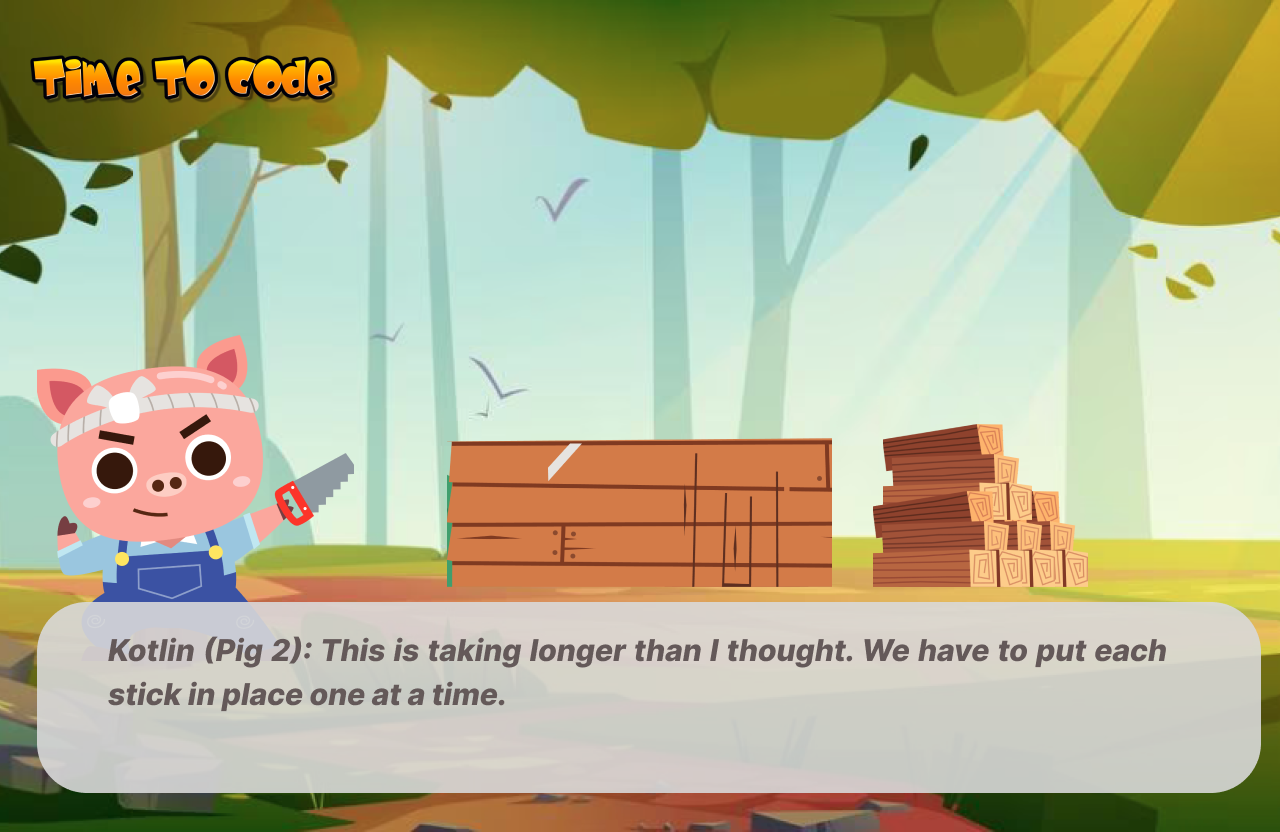 TimE TO CodE
Kotlin (Pig 2): This is taking longer than I thought. We have to put each
stick in place one at a time.